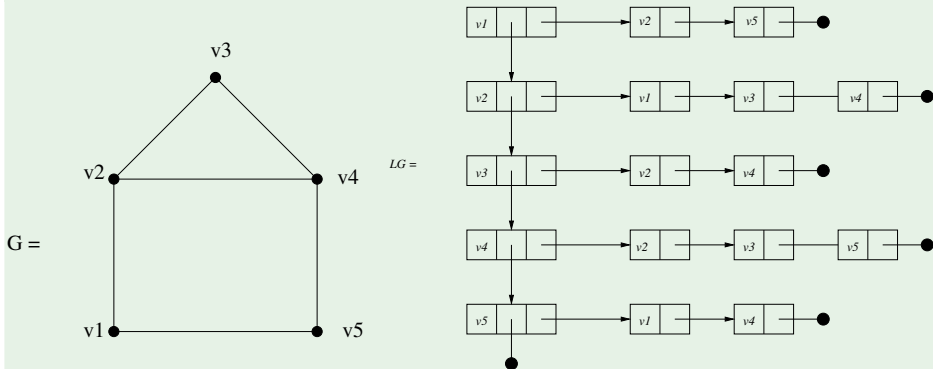 v3
v2
v4
G =
v1
v5
LG =
v1 v2 v5
v2 v1 v3 v4
v3 v2 v4
v4 v2 v3 v5
v5 v1 v4